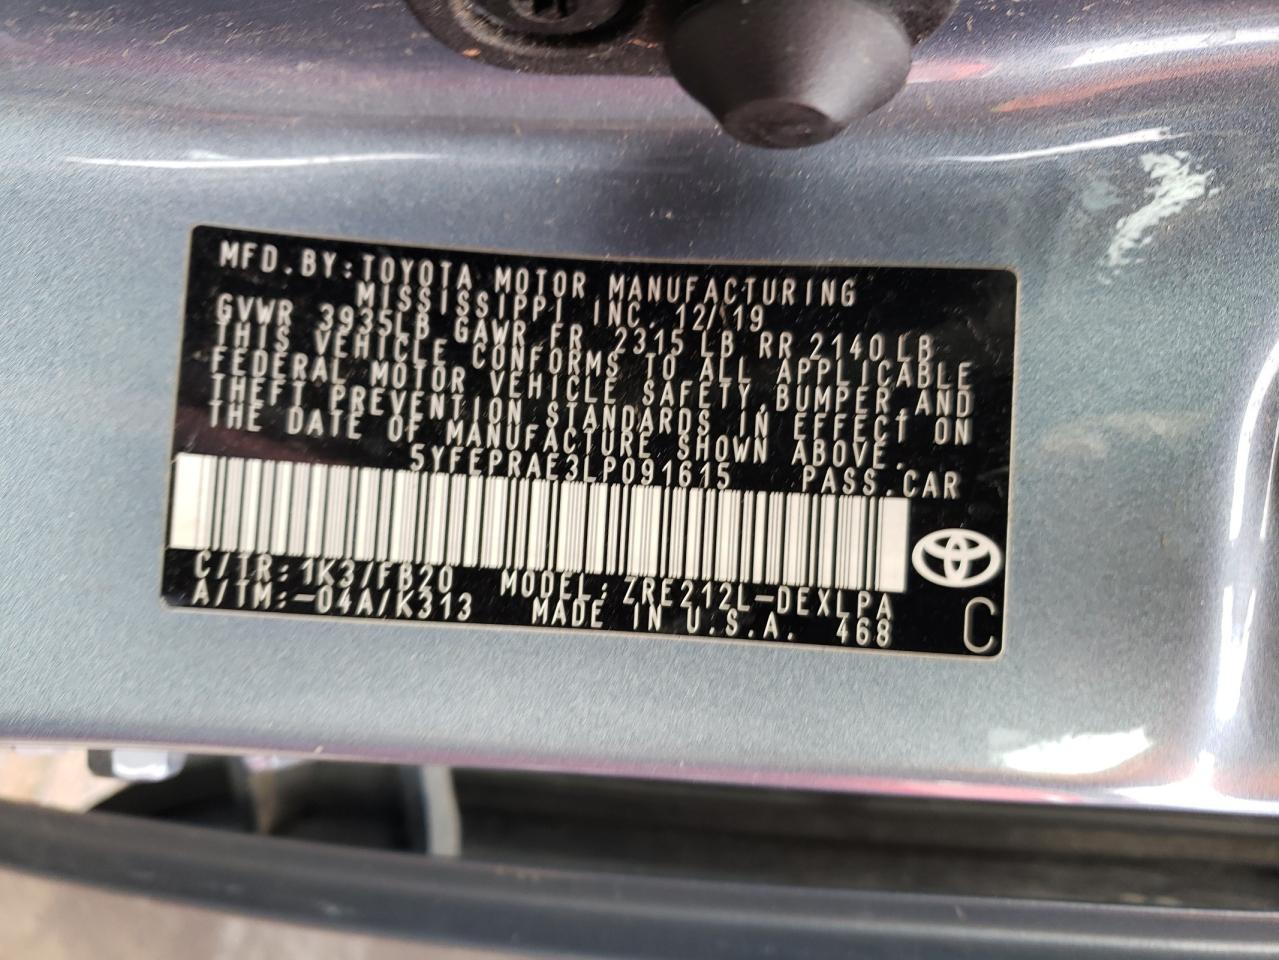 MFD.BY:TOYOTA MOTOR MANUFACTURING
MISSISSIPPI INC. 12/19
GVWR 3935LB GAWR FR 2315 LB RR 2140 LB
THIS VEHICLE CONFORMS TO ALL APPLICABLE
FEDERAL MOTOR VEHICLE SAFETY,BUMPER,AND
THEFT PREVENTION STANDARDS IN EFFECT ON
THE DATE OF MANUFACTURE SHOWN ABOVE.
5YFEPRAE3LP091615 PASS.CAR
C/TR:1K3/FB20 MODEL:ZRE212L-DEXLPA
A/TM:-04A/K313 MADE IN U.S.A. 468
C